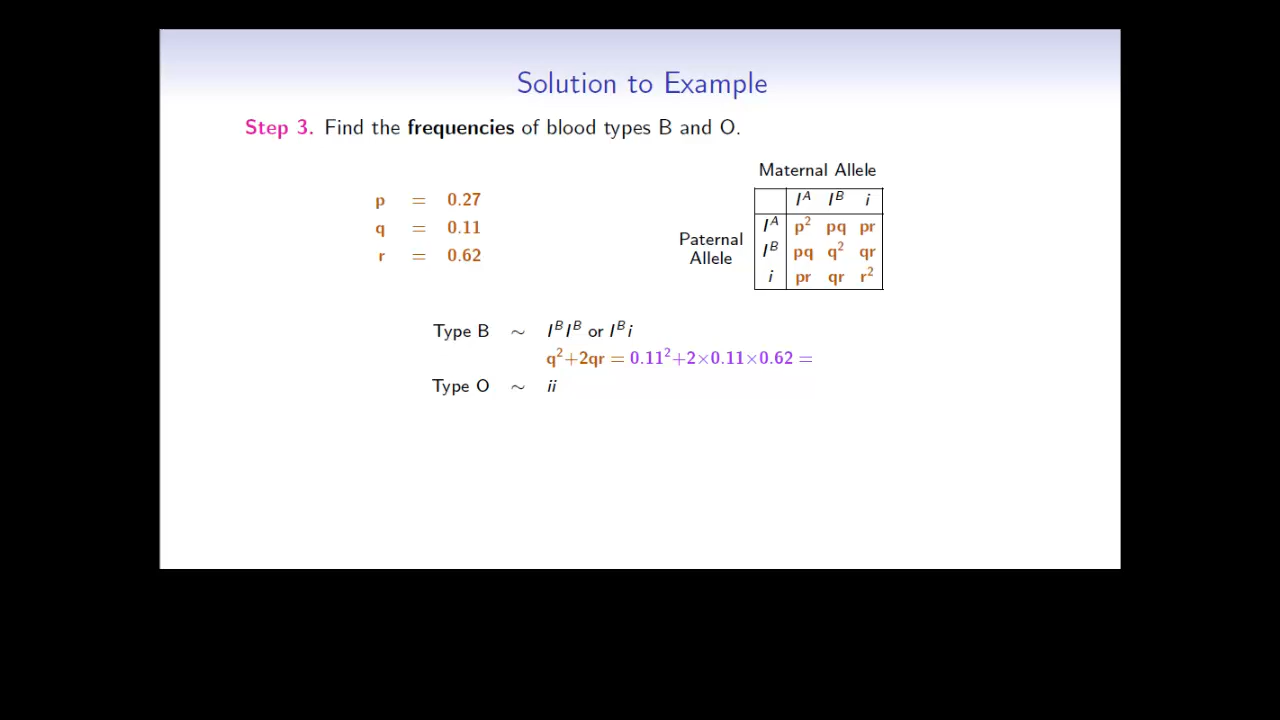 Solution to Example
Step 3. Find the frequencies of blood types B and O.
p = 0.27
q = 0.11
r = 0.62
Maternal Allele
Paternal Allele
I^A I^B i
I^A p² pq pr
I^B pq q² qr
i pr qr r²
Type B ∼ I^B I^B or I^B i
q²+2qr = 0.11²+2×0.11×0.62 =
Type O ∼ ii